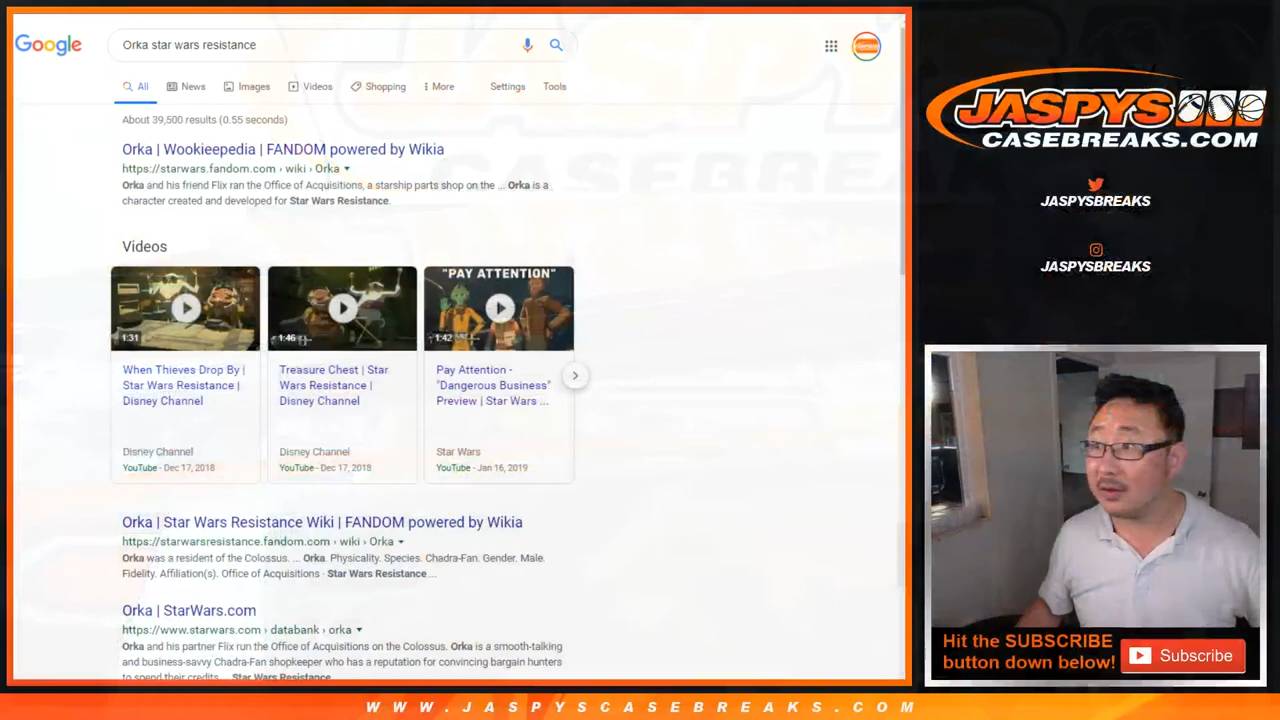 Google
Orka star wars resistance
All News Images Videos Shopping More Settings Tools
About 39,500 results (0.55 seconds)
Orka | Wookieepedia | FANDOM powered by Wikia
https://starwars.fandom.com › wiki › Orka
Orka and his friend Flix ran the Office of Acquisitions, a starship parts shop on the ... Orka is a
character created and developed for Star Wars Resistance.
Videos
"PAY ATTENTION"
1:31
1:46
1:42
When Thieves Drop By |
Star Wars Resistance |
Disney Channel
Disney Channel
YouTube - Dec 17, 2018
Treasure Chest | Star
Wars Resistance |
Disney Channel
Disney Channel
YouTube - Dec 17, 2018
Pay Attention -
"Dangerous Business"
Preview | Star Wars ...
Star Wars
YouTube - Jan 16, 2019
Orka | Star Wars Resistance Wiki | FANDOM powered by Wikia
https://starwarsresistance.fandom.com › wiki › Orka
Orka was a resident of the Colossus. ... Orka. Physicality. Species. Chadra-Fan. Gender. Male.
Fidelity. Affiliation(s). Office of Acquisitions · Star Wars Resistance ...
Orka | StarWars.com
https://www.starwars.com › databank › orka
Orka and his partner Flix run the Office of Acquisitions on the Colossus. Orka is a smooth-talking
and business-savvy Chadra-Fan shopkeeper who has a reputation for convincing bargain hunters
to spend their credits. Star Wars Resistance
JASPYS
CASEBREAKS.COM
JASPYSBREAKS
JASPYSBREAKS
Hit the SUBSCRIBE
button down below!
Subscribe
WWW.JASPYSCASEBREAKS.COM